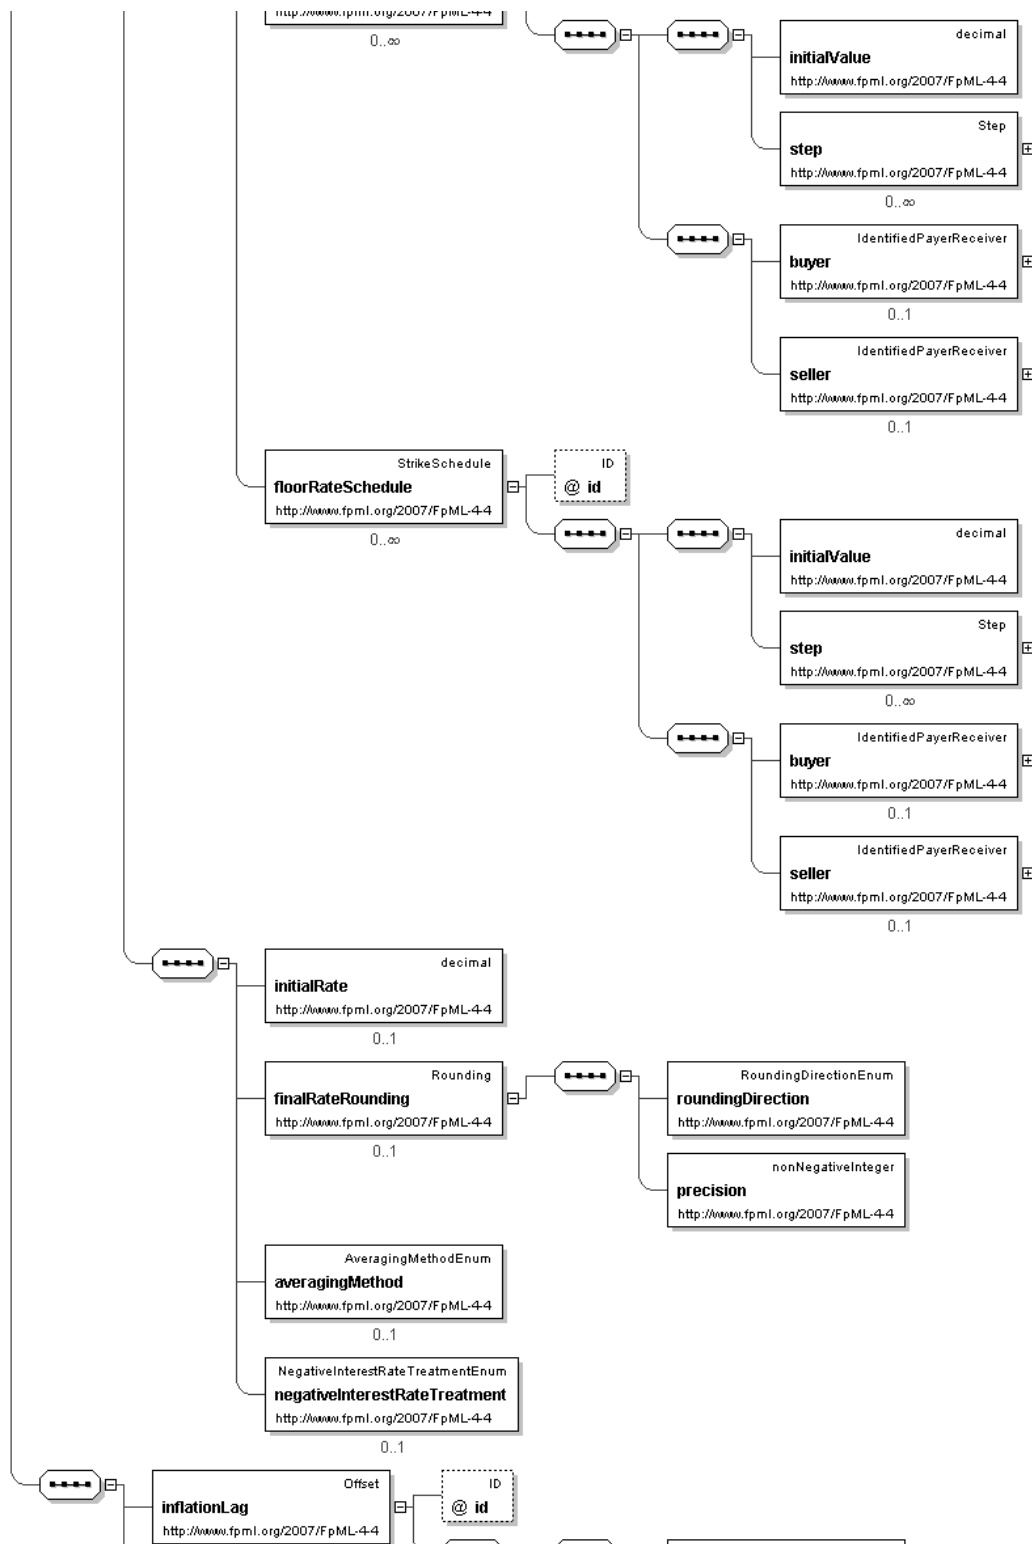 http://www.fpml.org/2007/FpML-4-4
0..∞
decimal
initialValue
http://www.fpml.org/2007/FpML-4-4
Step
step
http://www.fpml.org/2007/FpML-4-4
0..∞
IdentifiedPayerReceiver
buyer
http://www.fpml.org/2007/FpML-4-4
0..1
IdentifiedPayerReceiver
seller
http://www.fpml.org/2007/FpML-4-4
0..1
StrikeSchedule
floorRateSchedule
http://www.fpml.org/2007/FpML-4-4
0..∞
ID
@ id
decimal
initialValue
http://www.fpml.org/2007/FpML-4-4
Step
step
http://www.fpml.org/2007/FpML-4-4
0..∞
IdentifiedPayerReceiver
buyer
http://www.fpml.org/2007/FpML-4-4
0..1
IdentifiedPayerReceiver
seller
http://www.fpml.org/2007/FpML-4-4
0..1
decimal
initialRate
http://www.fpml.org/2007/FpML-4-4
0..1
Rounding
finalRateRounding
http://www.fpml.org/2007/FpML-4-4
0..1
RoundingDirectionEnum
roundingDirection
http://www.fpml.org/2007/FpML-4-4
nonNegativeInteger
precision
http://www.fpml.org/2007/FpML-4-4
AveragingMethodEnum
averagingMethod
http://www.fpml.org/2007/FpML-4-4
0..1
NegativeInterestRateTreatmentEnum
negativeInterestRateTreatment
http://www.fpml.org/2007/FpML-4-4
0..1
Offset
inflationLag
http://www.fpml.org/2007/FpML-4-4
ID
@ id